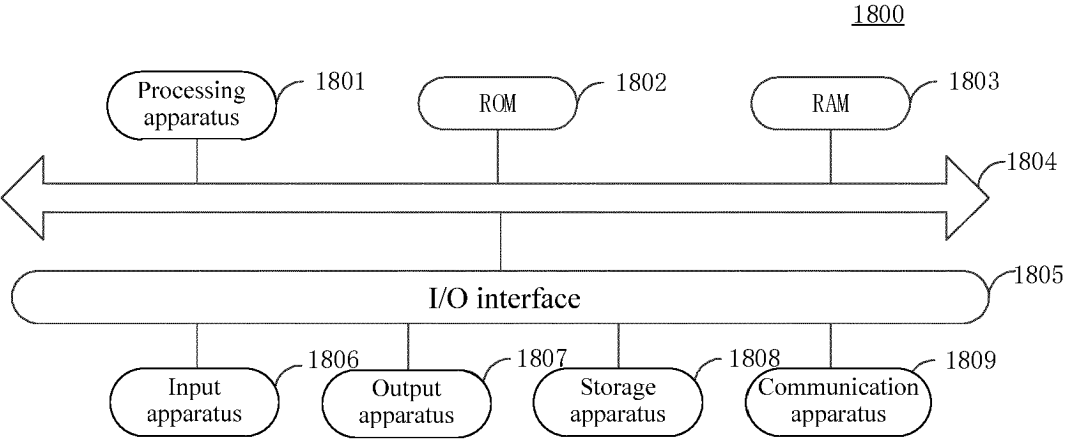 1800
Processing
apparatus
1801
ROM
1802
RAM
1803
1804
I/O interface
1805
Input
apparatus
1806
Output
apparatus
1807
Storage
apparatus
1808
Communication
apparatus
1809